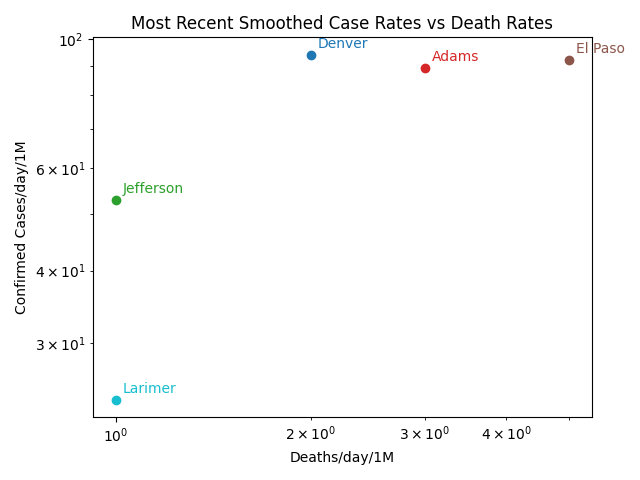 Most Recent Smoothed Case Rates vs Death Rates
10²
Denver
El Paso
Adams
6 × 10¹
Jefferson
Confirmed Cases/day/1M
4 × 10¹
3 × 10¹
Larimer
10⁰
2 × 10⁰
3 × 10⁰
4 × 10⁰
Deaths/day/1M